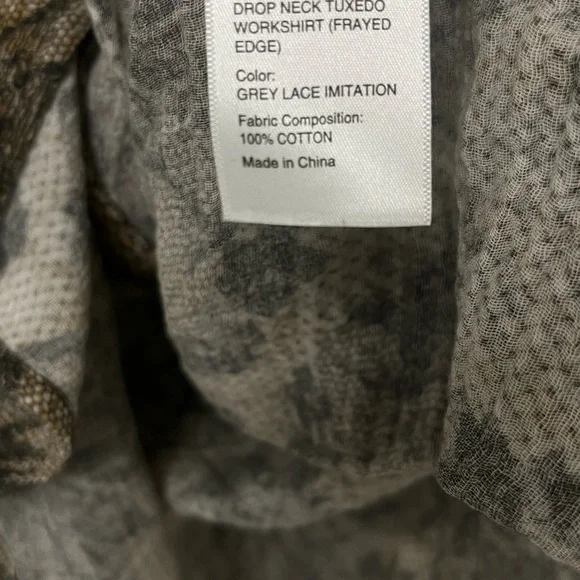 DROP NECK TUXEDO
WORKSHIRT (FRAYED
EDGE)
Color:
GREY LACE IMITATION
Fabric Composition:
100% COTTON
Made in China